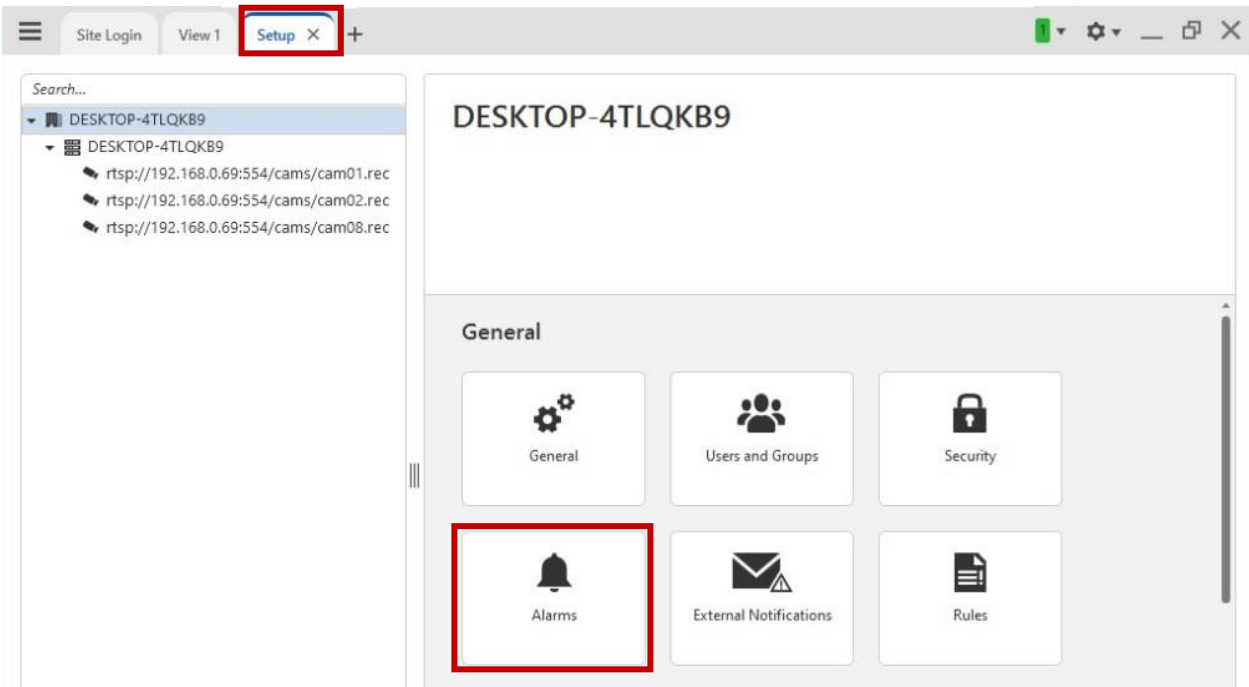 Site Login View 1 Setup 1
Search...
DESKTOP-4TLQKB9
DESKTOP-4TLQKB9
rtsp://192.168.0.69:554/cams/cam01.rec
rtsp://192.168.0.69:554/cams/cam02.rec
rtsp://192.168.0.69:554/cams/cam08.rec
DESKTOP-4TLQKB9
General
General Users and Groups Security
Alarms External Notifications Rules